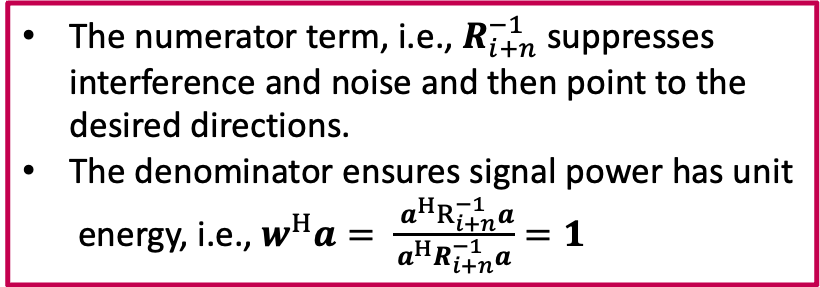 • The numerator term, i.e., $\boldsymbol{R}_{i+n}^{-1}$ suppresses
interference and noise and then point to the
desired directions.
• The denominator ensures signal power has unit
energy, i.e., $\boldsymbol{w}^{\mathrm{H}}\boldsymbol{a} = \frac{\boldsymbol{a}^{\mathrm{H}}\mathrm{R}_{i+n}^{-1}\boldsymbol{a}}{\boldsymbol{a}^{\mathrm{H}}\boldsymbol{R}_{i+n}^{-1}\boldsymbol{a}} = \mathbf{1}$